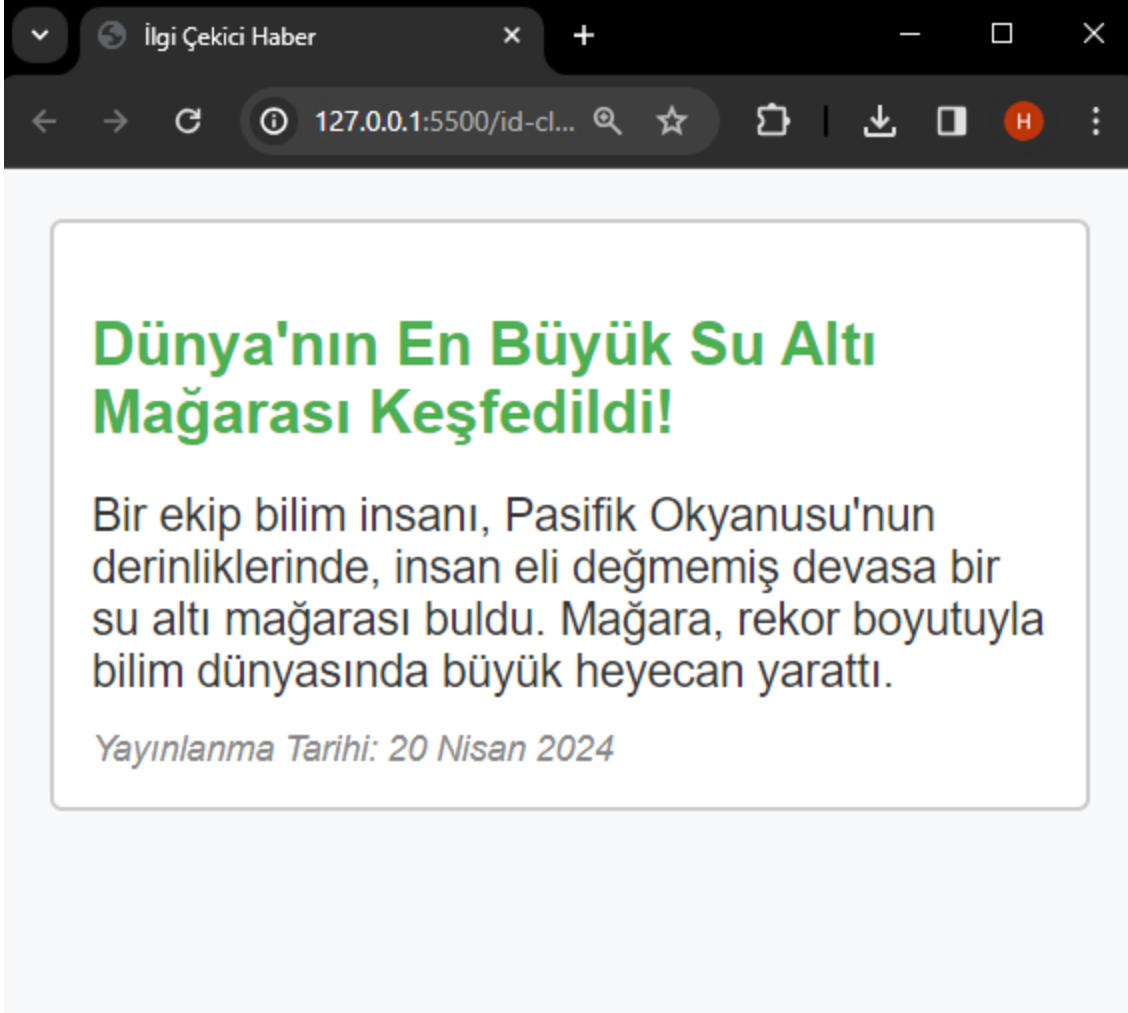 İlgi Çekici Haber
127.0.0.1:5500/id-cl...
H
Dünya'nın En Büyük Su Altı
Mağarası Keşfedildi!
Bir ekip bilim insanı, Pasifik Okyanusu'nun
derinliklerinde, insan eli değmemiş devasa bir
su altı mağarası buldu. Mağara, rekor boyutuyla
bilim dünyasında büyük heyecan yarattı.
Yayınlanma Tarihi: 20 Nisan 2024